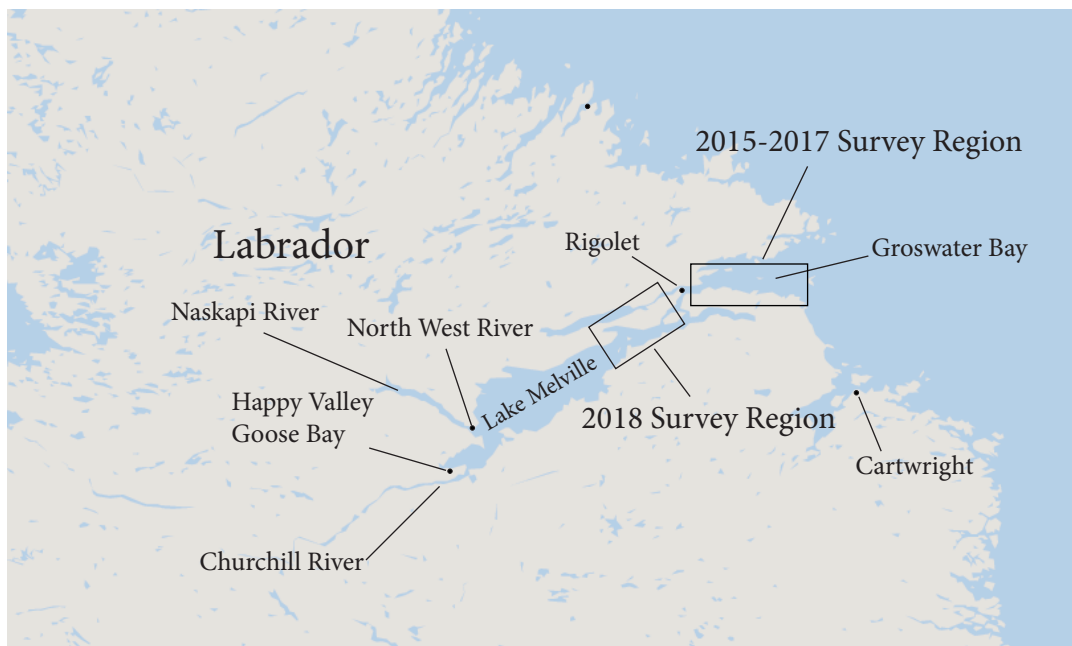 2015-2017 Survey Region
Labrador
Rigolet
Groswater Bay
Naskapi River
North West River
Lake Melville
Happy Valley
Goose Bay
2018 Survey Region
Cartwright
Churchill River